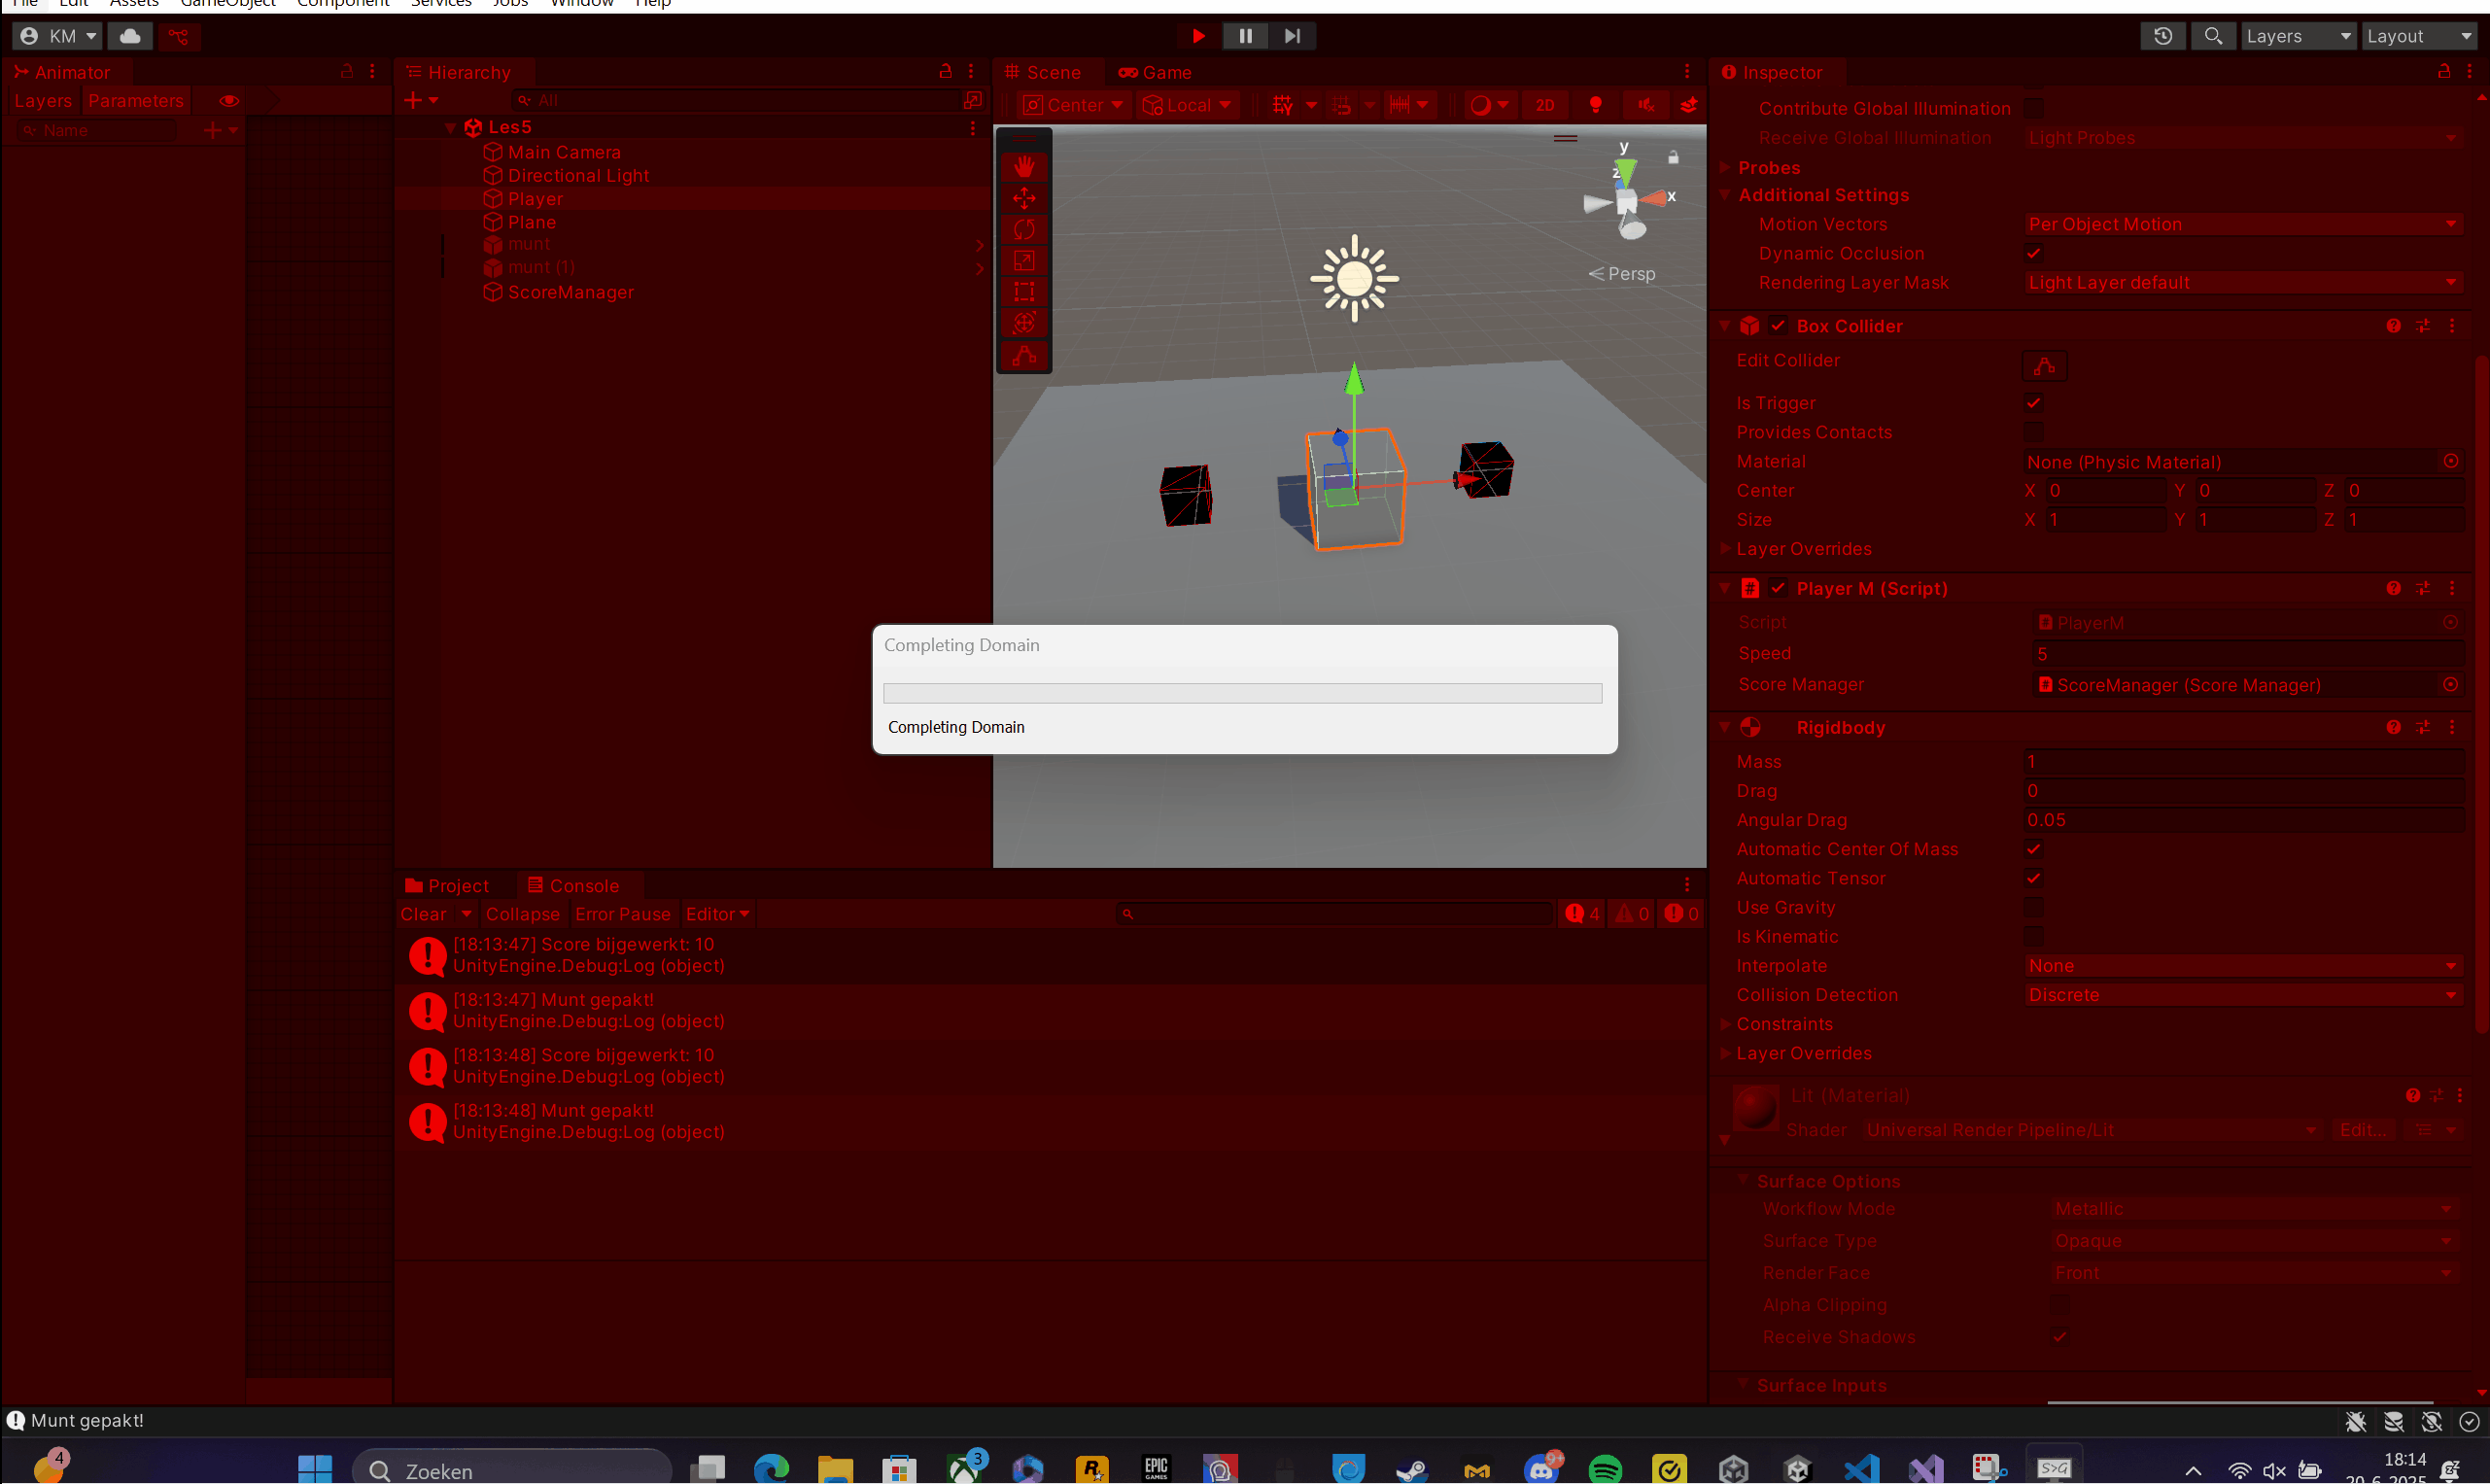 File Edit Assets GameObject Component Services Jobs Window Help
KM
Layers Layout
Animator
Layers Parameters
Name
Hierarchy
All
Les5
Main Camera
Directional Light
Player
Plane
munt
munt (1)
ScoreManager
Scene Game
Center Local 2D
y
z
x
Persp
Completing Domain
Completing Domain
Project Console
Clear Collapse Error Pause Editor 4 0 0
[18:13:47] Score bijgewerkt: 10
UnityEngine.Debug:Log (object)
[18:13:47] Munt gepakt!
UnityEngine.Debug:Log (object)
[18:13:48] Score bijgewerkt: 10
UnityEngine.Debug:Log (object)
[18:13:48] Munt gepakt!
UnityEngine.Debug:Log (object)
Inspector
Contribute Global Illumination
Receive Global Illumination Light Probes
Probes
Additional Settings
Motion Vectors Per Object Motion
Dynamic Occlusion
Rendering Layer Mask Light Layer default
Box Collider
Edit Collider
Is Trigger
Provides Contacts
Material None (Physic Material)
Center X 0 Y 0 Z 0
Size X 1 Y 1 Z 1
Layer Overrides
Player M (Script)
Script PlayerM
Speed 5
Score Manager ScoreManager (Score Manager)
Rigidbody
Mass 1
Drag 0
Angular Drag 0.05
Automatic Center Of Mass
Automatic Tensor
Use Gravity
Is Kinematic
Interpolate None
Collision Detection Discrete
Constraints
Layer Overrides
Lit (Material)
Shader Universal Render Pipeline/Lit Edit...
Surface Options
Workflow Mode Metallic
Surface Type Opaque
Render Face Front
Alpha Clipping
Receive Shadows
Surface Inputs
Munt gepakt!
4
Zoeken
3
EPIC
GAMES
9+
S>G
18:14
20-6-2025